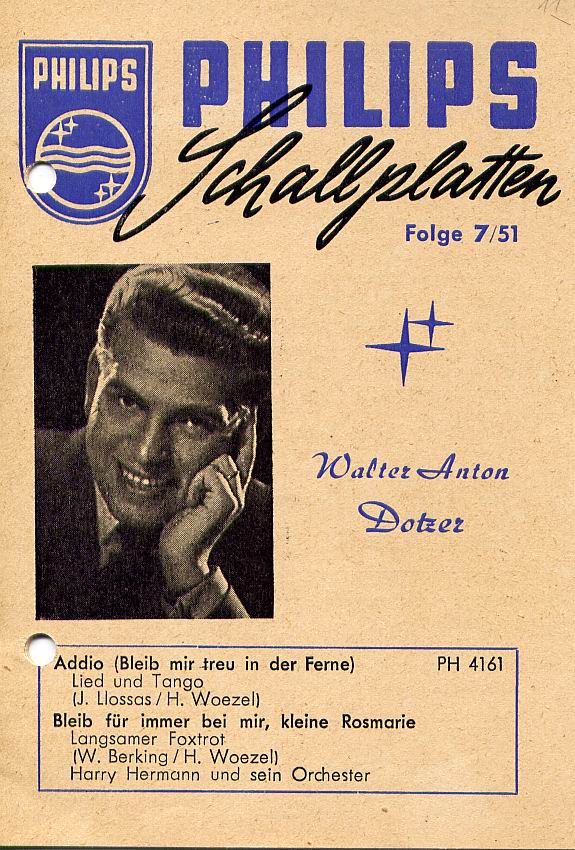 11
PHILIPS
PHILIPS
Schallplatten
Folge 7/51
Walter Anton
Dotzer
Addio (Bleib mir treu in der Ferne) PH 4161
Lied und Tango
(J. Llossas / H. Woezel)
Bleib für immer bei mir, kleine Rosmarie
Langsamer Foxtrot
(W. Berking / H. Woezel)
Harry Hermann und sein Orchester